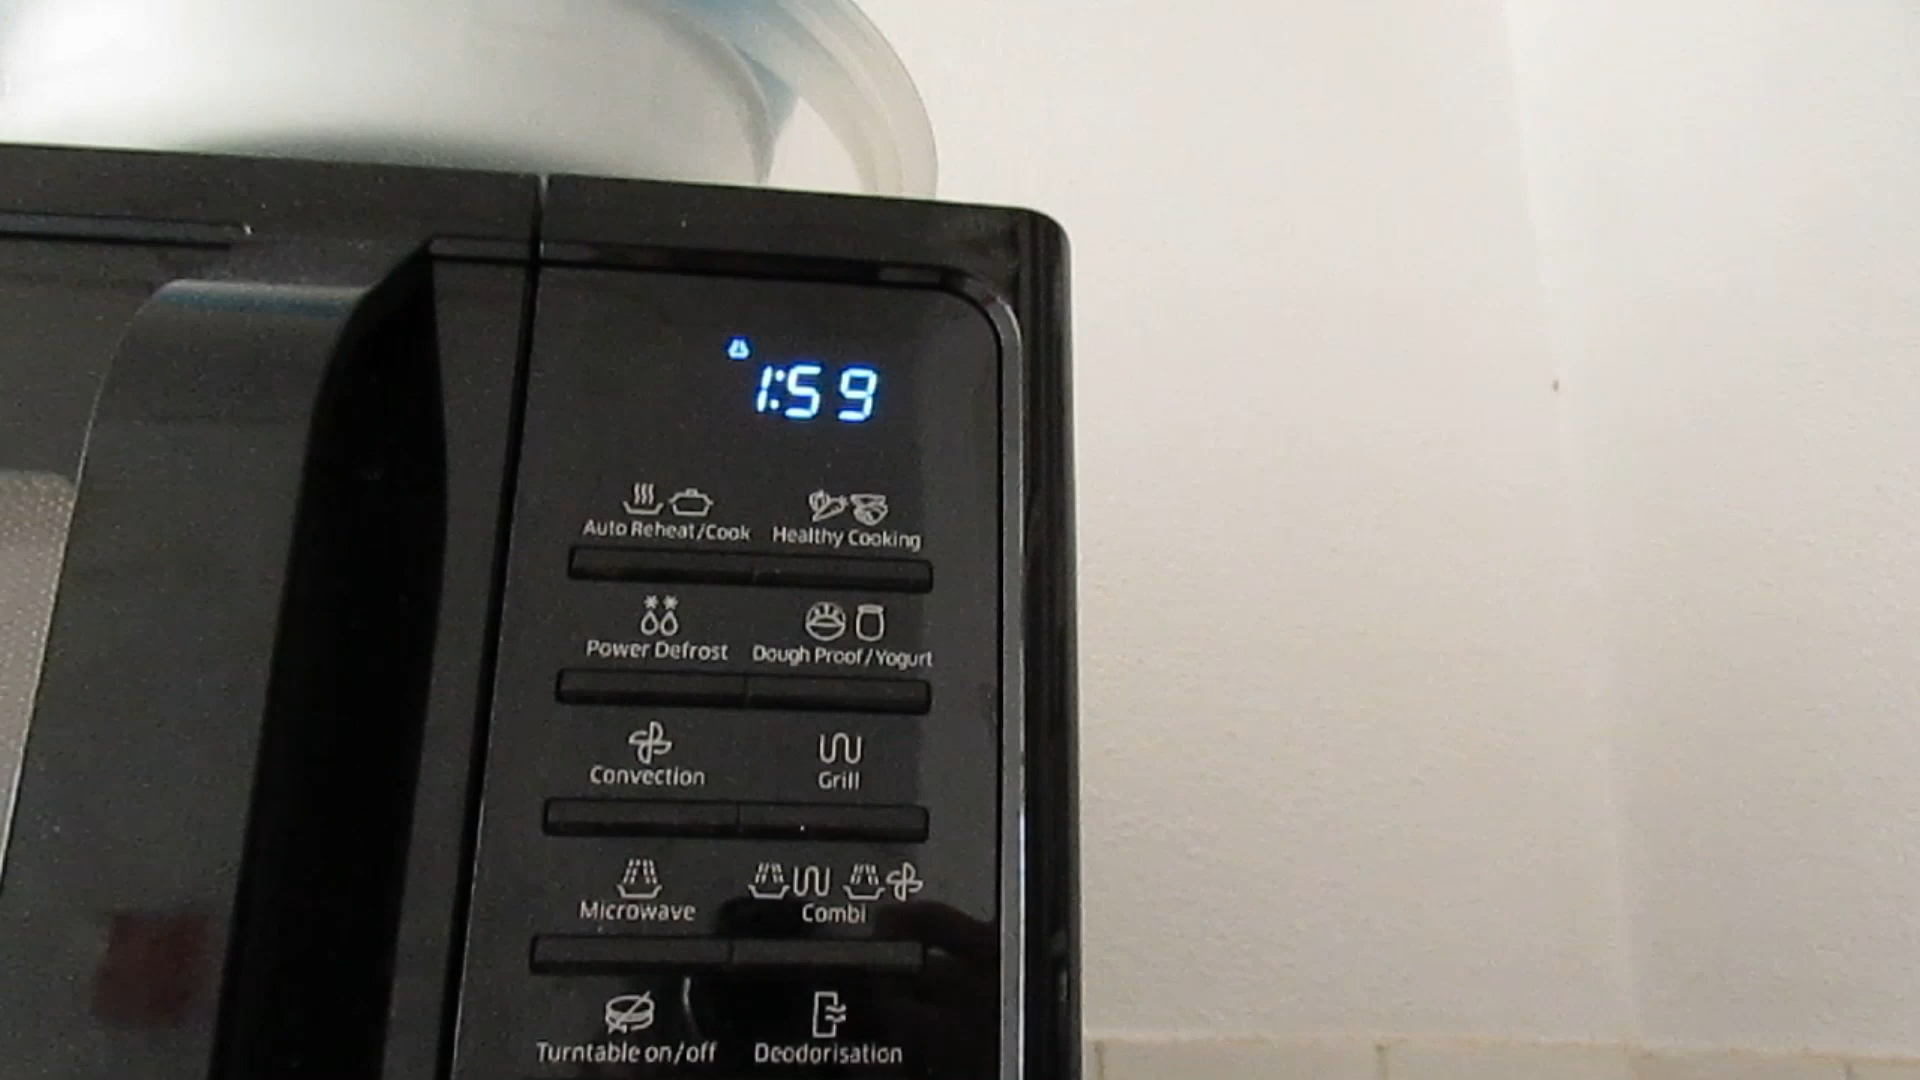 1:59
Auto Reheat/Cook Healthy Cooking
Power Defrost Dough Proof/Yogurt
Convection Grill
Microwave Combi
Turntable on/off Deodorisation